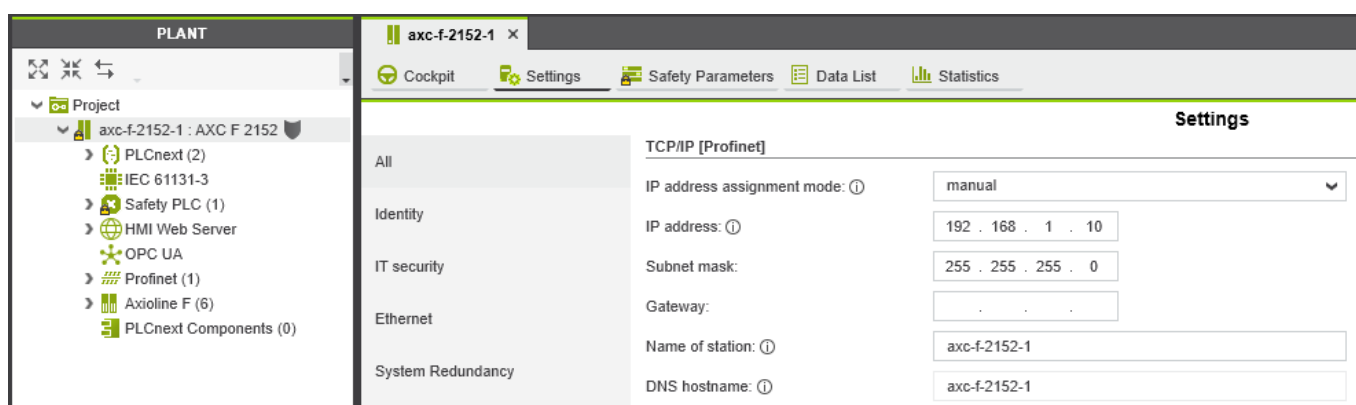 PLANT
Project
axc-f-2152-1 : AXC F 2152
PLCnext (2)
IEC 61131-3
Safety PLC (1)
HMI Web Server
OPC UA
Profinet (1)
Axioline F (6)
PLCnext Components (0)
axc-f-2152-1 ×
Cockpit Settings Safety Parameters Data List Statistics
Settings
All
Identity
IT security
Ethernet
System Redundancy
TCP/IP [Profinet]
IP address assignment mode: manual
IP address: 192 . 168 . 1 . 10
Subnet mask: 255 . 255 . 255 . 0
Gateway: . . .
Name of station: axc-f-2152-1
DNS hostname: axc-f-2152-1